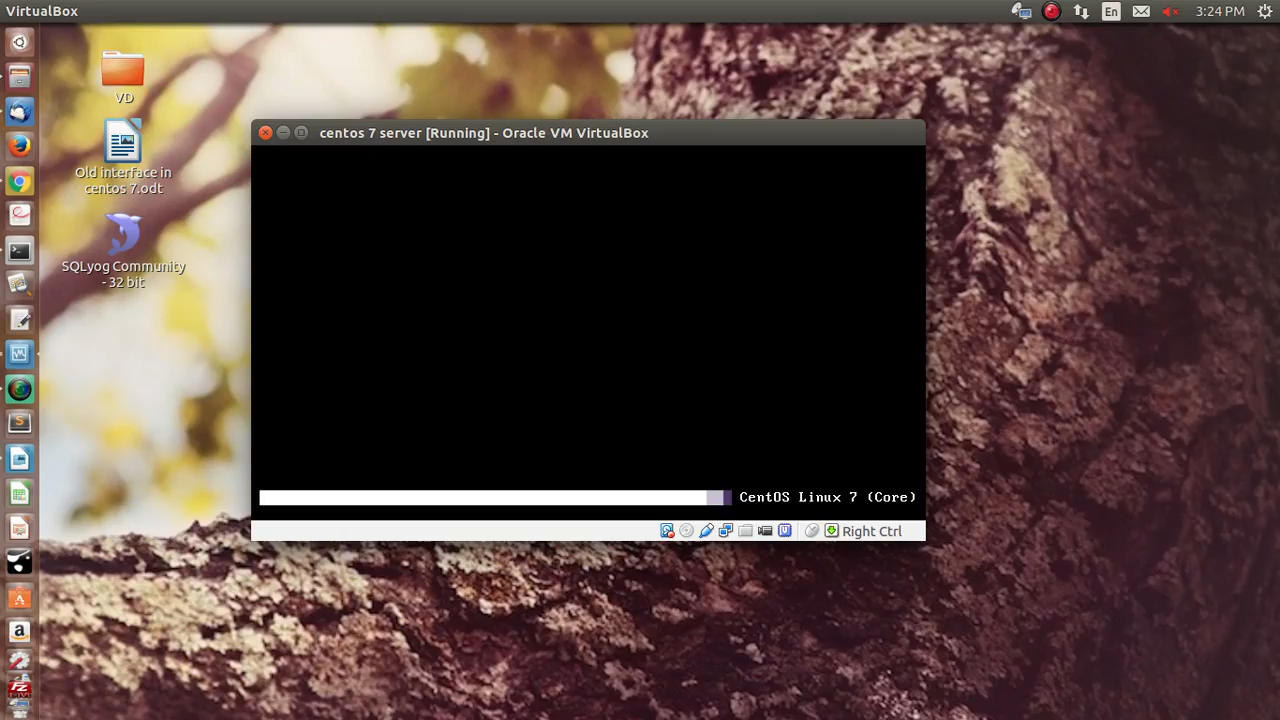 VirtualBox
En
3:24 PM
VD
Old interface in
centos 7.odt
SQLyog Community
- 32 bit
centos 7 server [Running] - Oracle VM VirtualBox
CentOS Linux 7 (Core)
Right Ctrl